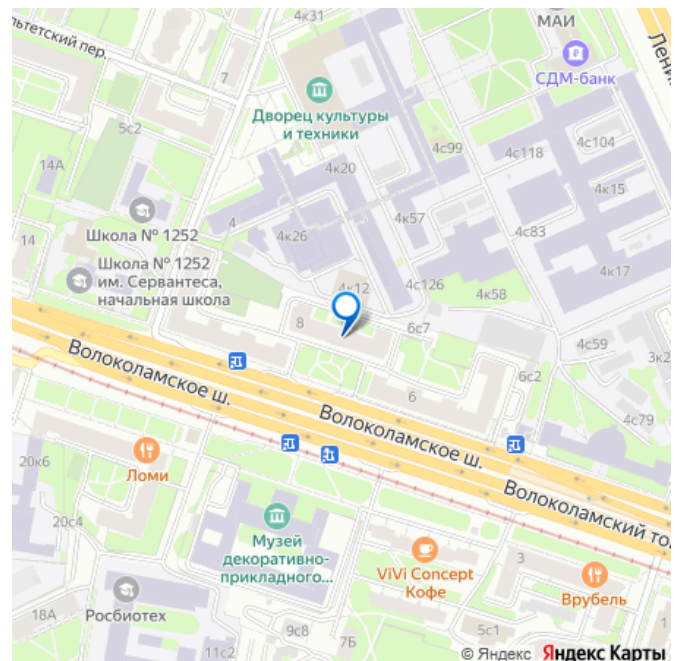 4к31
МАИ
льтетский пер.
Лени
7
СДМ-банк
Дворец культуры
и техники
5с2
4с99
4с118
4с104
14А
4к20
4к15
4
4к57
Школа № 1252
4к26
4с83
14
Школа № 1252
им. Сервантеса,
начальная школа
4к12
4с126
4к58
4к17
8
6с7
4с59
3к2
Волоколамское ш.
6с2
6
Волоколамское ш.
4с79
20к6
Ломи
Волоколамский то
20с4
Музей
декоративно-
прикладного...
ViVi Concept
Кофе
3
Врубель
Росбиотех
18А
9с8
7Б
5с1
11с2
© Яндекс Яндекс Карты